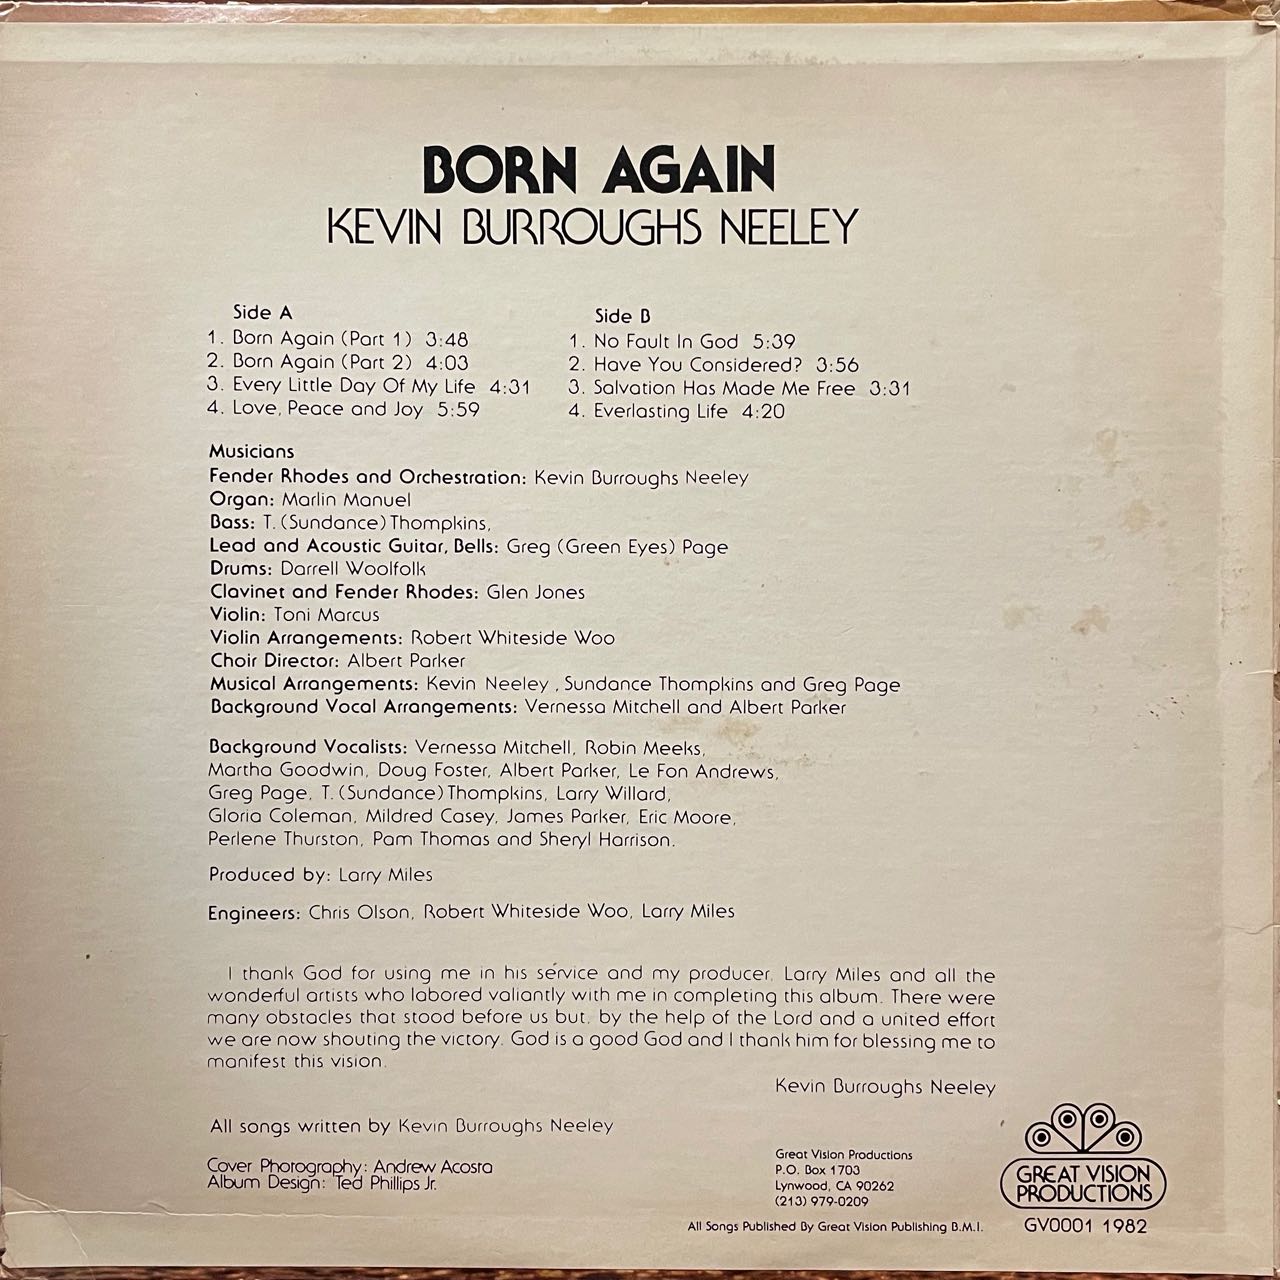 BORN AGAIN
KEVIN BURROUGHS NEELEY
Side A
1. Born Again (Part 1) 3:48
2. Born Again (Part 2) 4:03
3. Every Little Day Of My Life 4:31
4. Love, Peace and Joy 5:59
Side B
1. No Fault In God 5:39
2. Have You Considered? 3:56
3. Salvation Has Made Me Free 3:31
4. Everlasting Life 4:20
Musicians
Fender Rhodes and Orchestration: Kevin Burroughs Neeley
Organ: Marlin Manuel
Bass: T. (Sundance) Thompkins,
Lead and Acoustic Guitar, Bells: Greg (Green Eyes) Page
Drums: Darrell Woolfolk
Clavinet and Fender Rhodes: Glen Jones
Violin: Toni Marcus
Violin Arrangements: Robert Whiteside Woo
Choir Director: Albert Parker
Musical Arrangements: Kevin Neeley , Sundance Thompkins and Greg Page
Background Vocal Arrangements: Vernessa Mitchell and Albert Parker
Background Vocalists: Vernessa Mitchell, Robin Meeks,
Martha Goodwin, Doug Foster, Albert Parker, Le Fon Andrews,
Greg Page, T. (Sundance) Thompkins, Larry Willard,
Gloria Coleman, Mildred Casey, James Parker, Eric Moore,
Perlene Thurston, Pam Thomas and Sheryl Harrison.
Produced by: Larry Miles
Engineers: Chris Olson, Robert Whiteside Woo, Larry Miles
I thank God for using me in his service and my producer, Larry Miles and all the
wonderful artists who labored valiantly with me in completing this album. There were
many obstacles that stood before us but, by the help of the Lord and a united effort
we are now shouting the victory. God is a good God and I thank him for blessing me to
manifest this vision.
Kevin Burroughs Neeley
All songs written by Kevin Burroughs Neeley
Cover Photography: Andrew Acosta
Album Design: Ted Phillips Jr.
Great Vision Productions
P.O. Box 1703
Lynwood, CA 90262
(213) 979-0209
All Songs Published By Great Vision Publishing B.M.I.
GREAT VISION
PRODUCTIONS
GV0001 1982